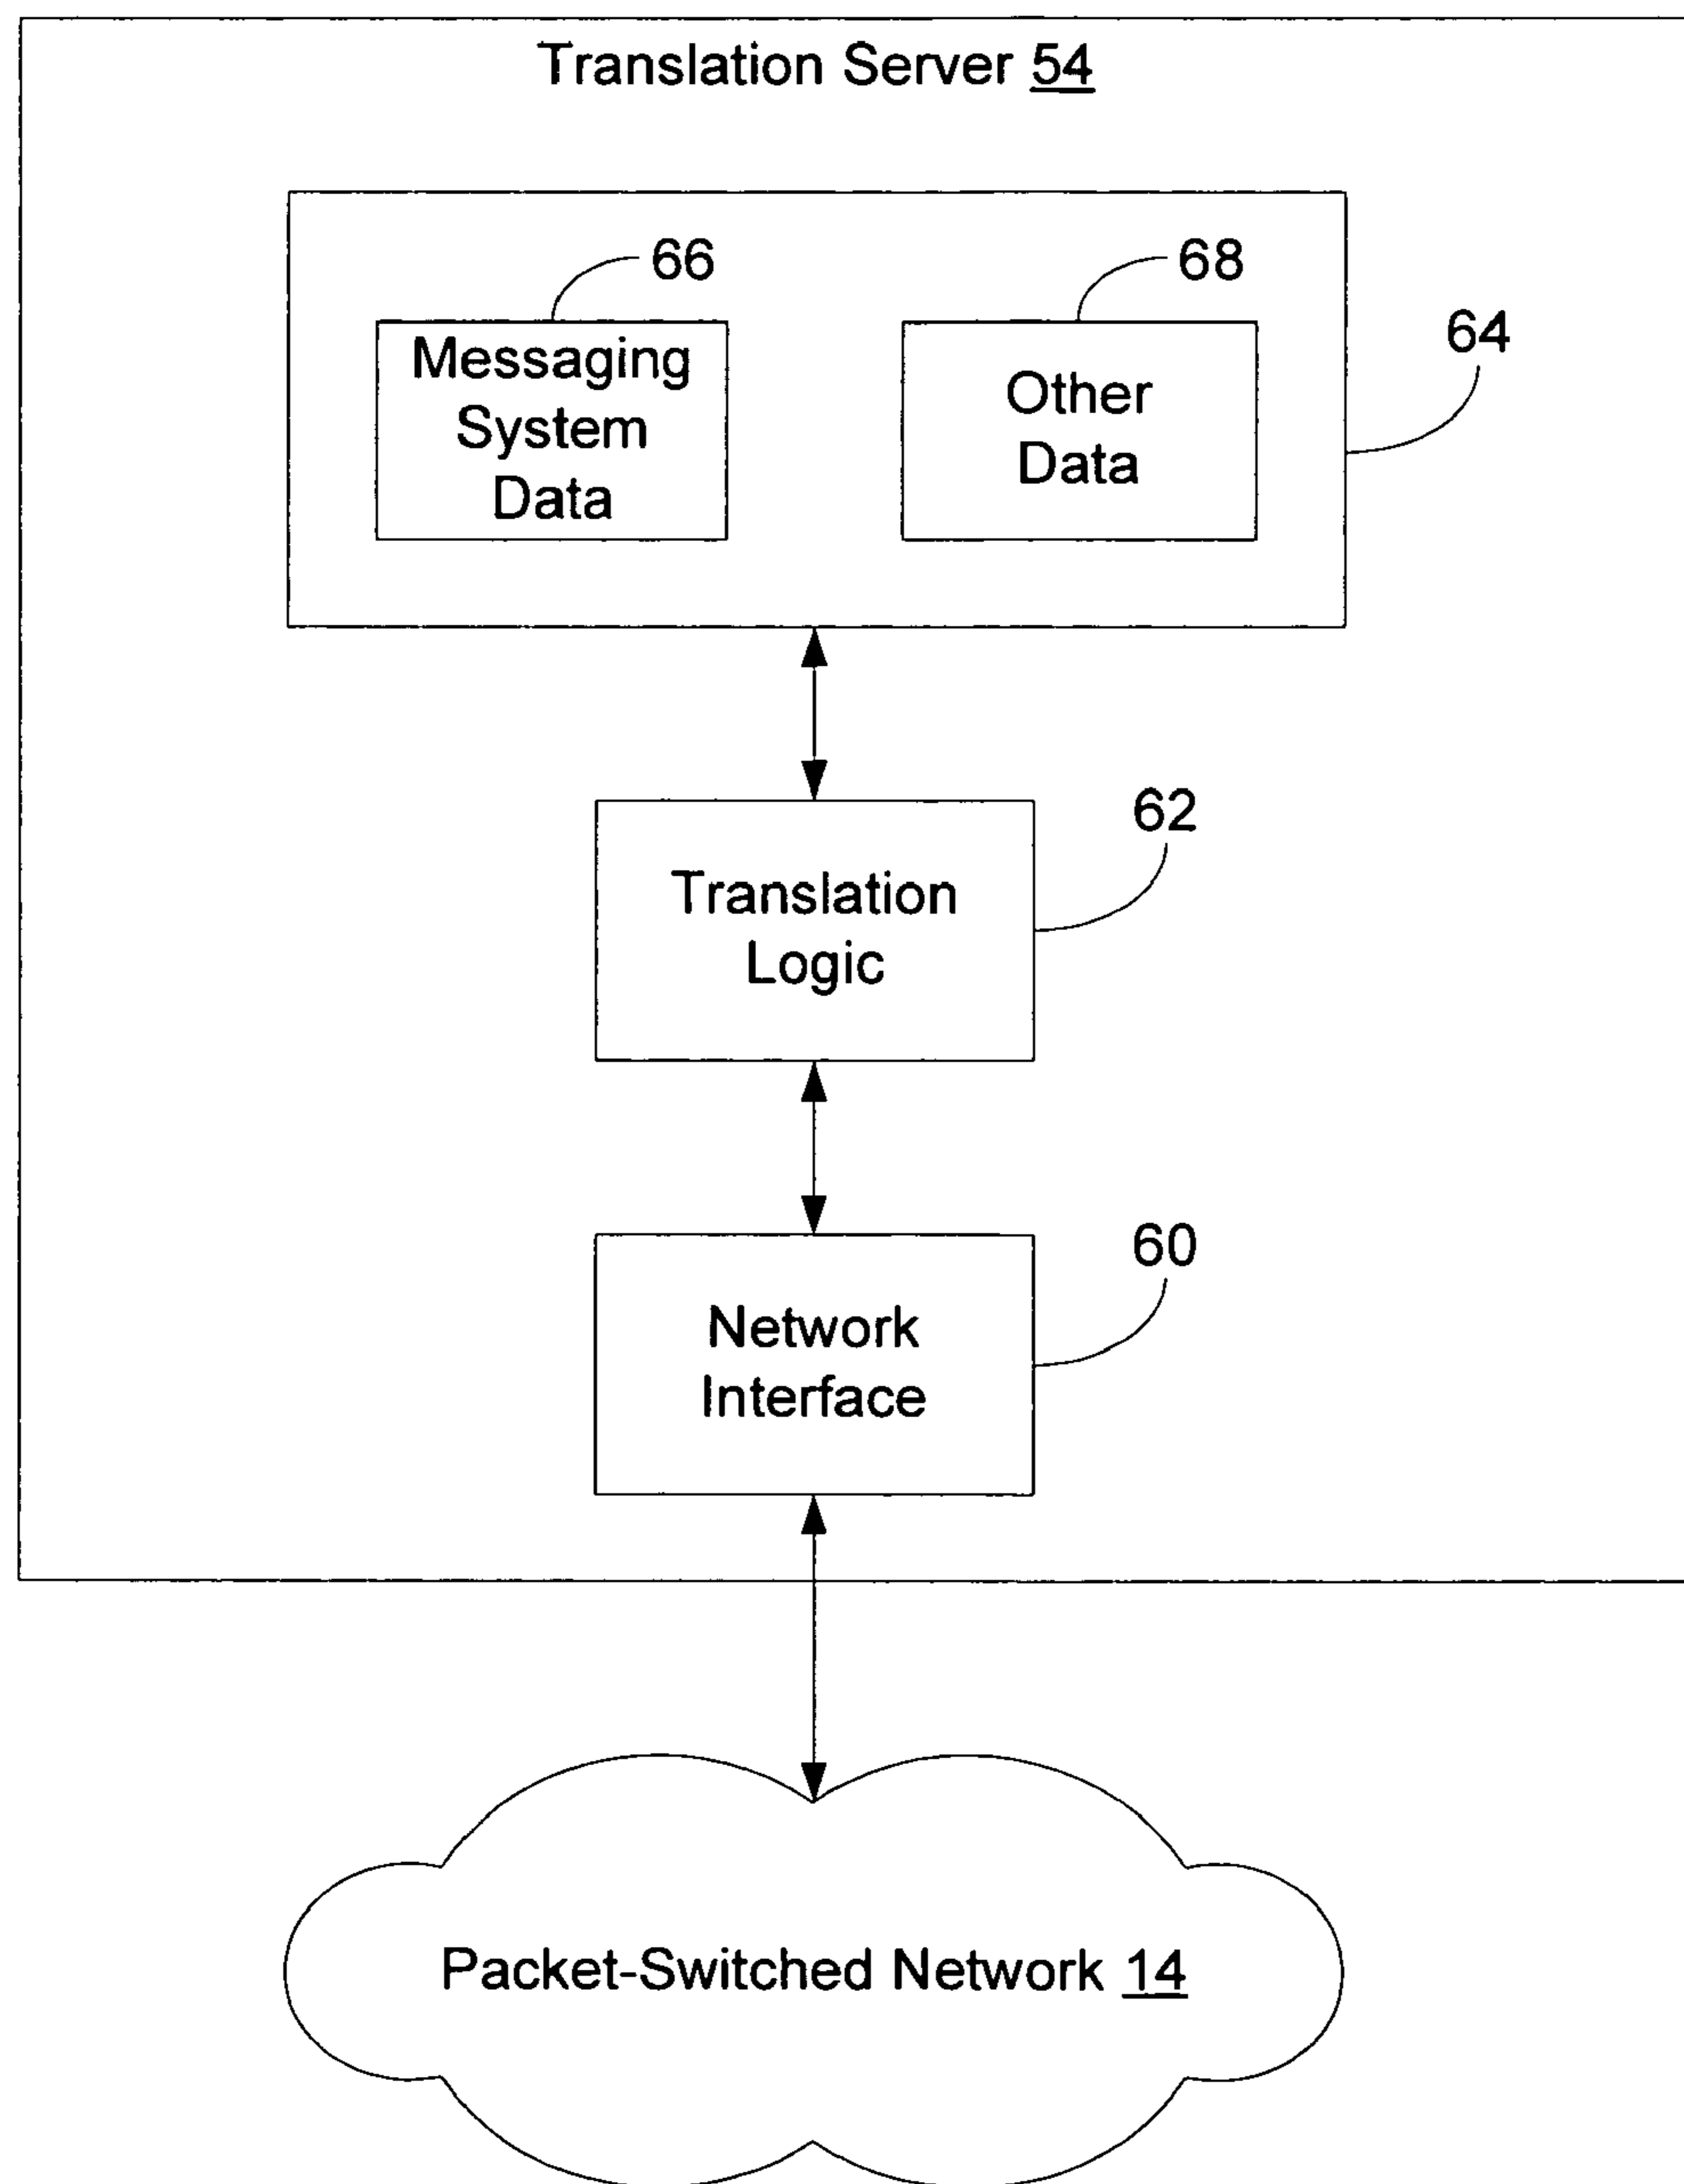 Translation Server 54
66
68
64
Messaging
System
Data
Other
Data
62
Translation
Logic
60
Network
Interface
Packet-Switched Network 14